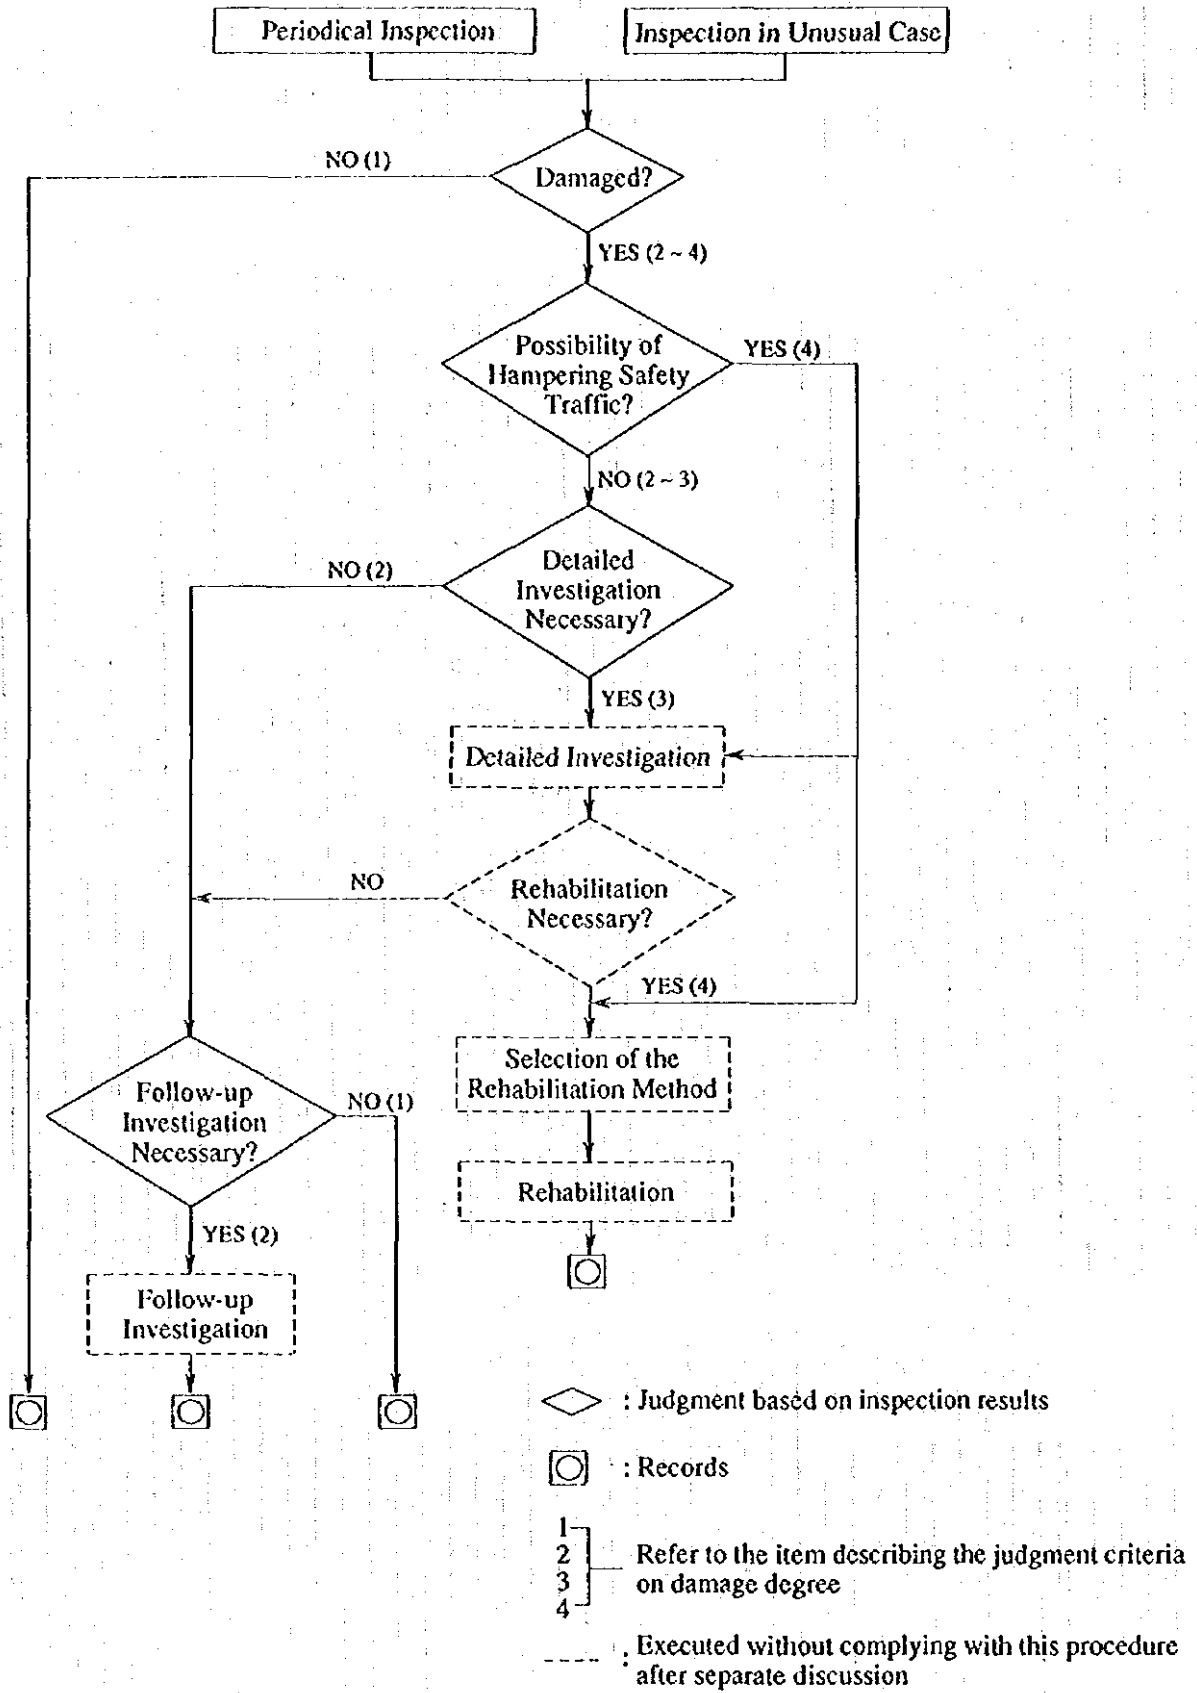 Periodical Inspection
Inspection in Unusual Case
NO (1)
Damaged?
YES (2 ~ 4)
Possibility of
Hampering Safety
Traffic?
YES (4)
NO (2 ~ 3)
NO (2)
Detailed
Investigation
Necessary?
YES (3)
Detailed Investigation
NO
Rehabilitation
Necessary?
YES (4)
Selection of the
Rehabilitation Method
Follow-up
Investigation
Necessary?
NO (1)
Rehabilitation
YES (2)
Follow-up
Investigation
: Judgment based on inspection results
: Records
1
2
3
4
Refer to the item describing the judgment criteria
on damage degree
: Executed without complying with this procedure
after separate discussion